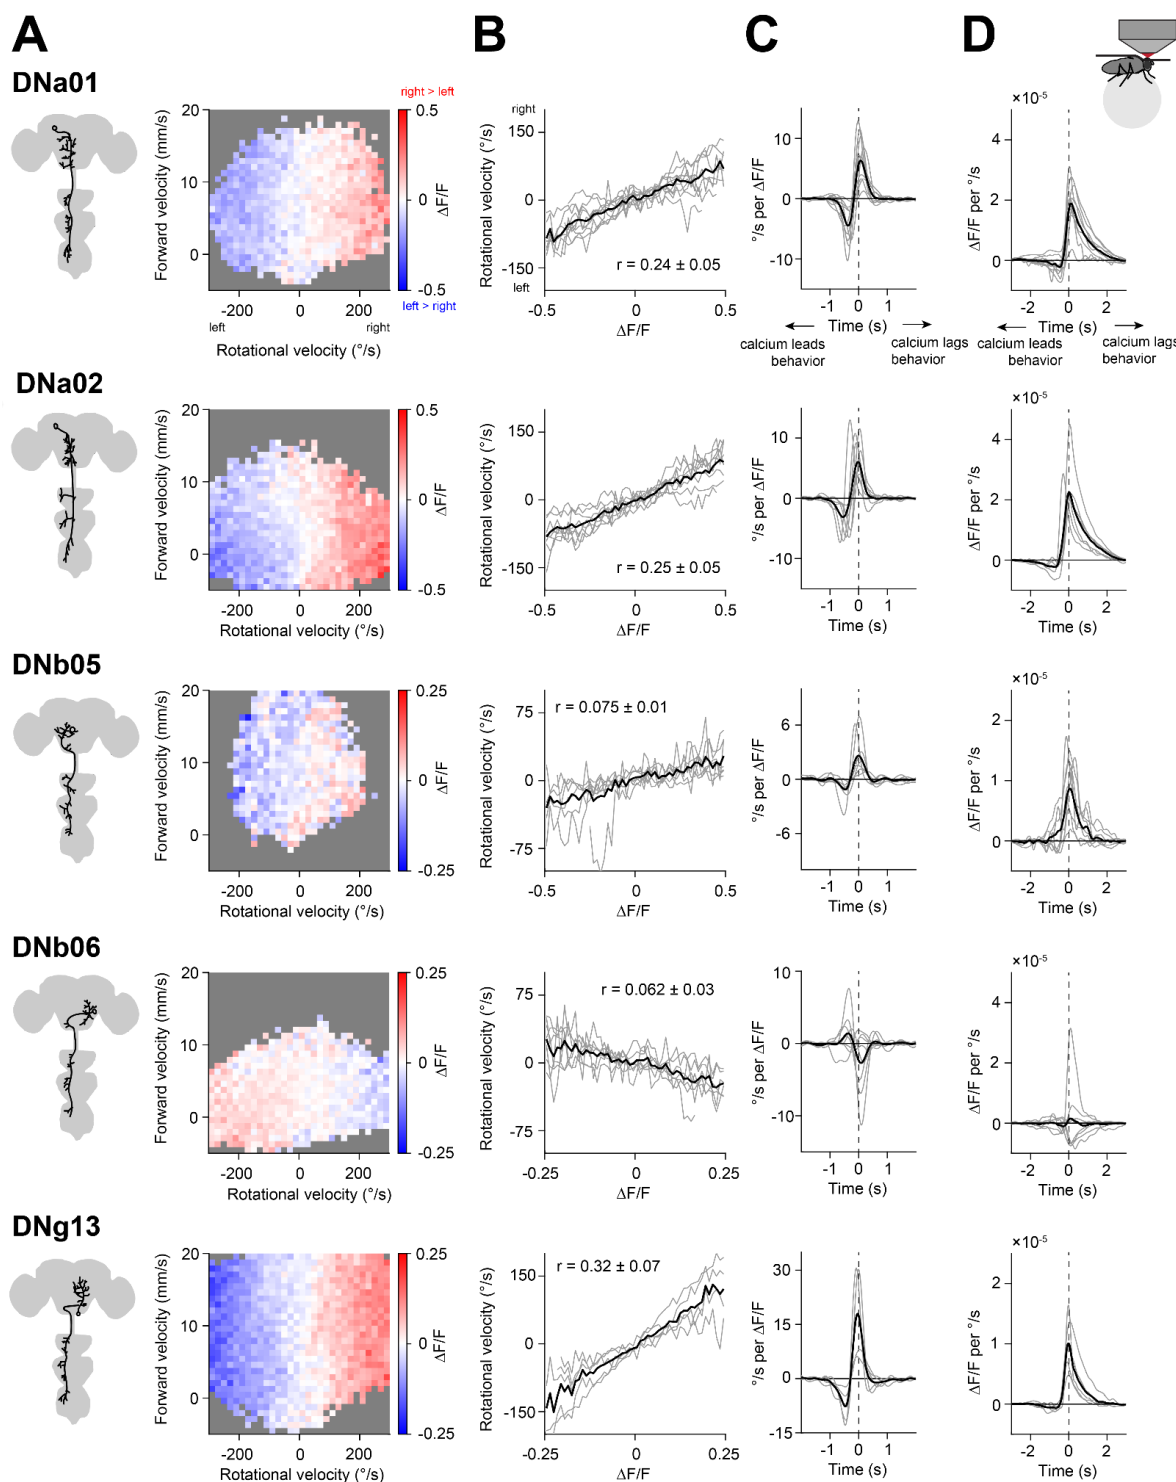 A
B
C
D
DNa01
Forward velocity (mm/s)
20
10
0
-200 0 200
left right
Rotational velocity (°/s)
right > left
0.5
0
-0.5
ΔF/F
left > right
Rotational velocity (°/s)
right
150
0
-150
left
r = 0.24 ± 0.05
-0.5 0 0.5
ΔF/F
°/s per ΔF/F
10
0
-10
-1 0 1
Time (s)
calcium leads behavior
calcium lags behavior
×10-5
ΔF/F per °/s
4
2
0
-2 0 2
Time (s)
calcium leads behavior
calcium lags behavior
DNa02
Forward velocity (mm/s)
20
10
0
-200 0 200
Rotational velocity (°/s)
0.5
0
-0.5
ΔF/F
Rotational velocity (°/s)
150
0
-150
r = 0.25 ± 0.05
-0.5 0 0.5
ΔF/F
°/s per ΔF/F
10
0
-10
-1 0 1
Time (s)
×10-5
ΔF/F per °/s
4
2
0
-2 0 2
Time (s)
DNb05
Forward velocity (mm/s)
20
10
0
-200 0 200
Rotational velocity (°/s)
0.25
0
-0.25
ΔF/F
Rotational velocity (°/s)
75
0
-75
r = 0.075 ± 0.01
-0.5 0.5
ΔF/F
°/s per ΔF/F
6
0
-6
-1 0 1
Time (s)
×10-5
ΔF/F per °/s
2
1
0
-2 0 2
Time (s)
DNb06
Forward velocity (mm/s)
20
10
0
-200 0 200
Rotational velocity (°/s)
0.25
0
-0.25
ΔF/F
Rotational velocity (°/s)
75
0
-75
r = 0.062 ± 0.03
-0.25 0 0.25
ΔF/F
°/s per ΔF/F
10
0
-10
-1 0 1
Time (s)
×10-5
ΔF/F per °/s
4
2
0
-2 0 2
Time (s)
DNg13
Forward velocity (mm/s)
20
10
0
-200 0 200
Rotational velocity (°/s)
0.25
0
-0.25
ΔF/F
Rotational velocity (°/s)
150
0
-150
r = 0.32 ± 0.07
-0.25 0 0.25
ΔF/F
°/s per ΔF/F
30
15
0
-15
-1 0 1
Time (s)
×10-5
ΔF/F per °/s
2
1
0
-2 0 2
Time (s)